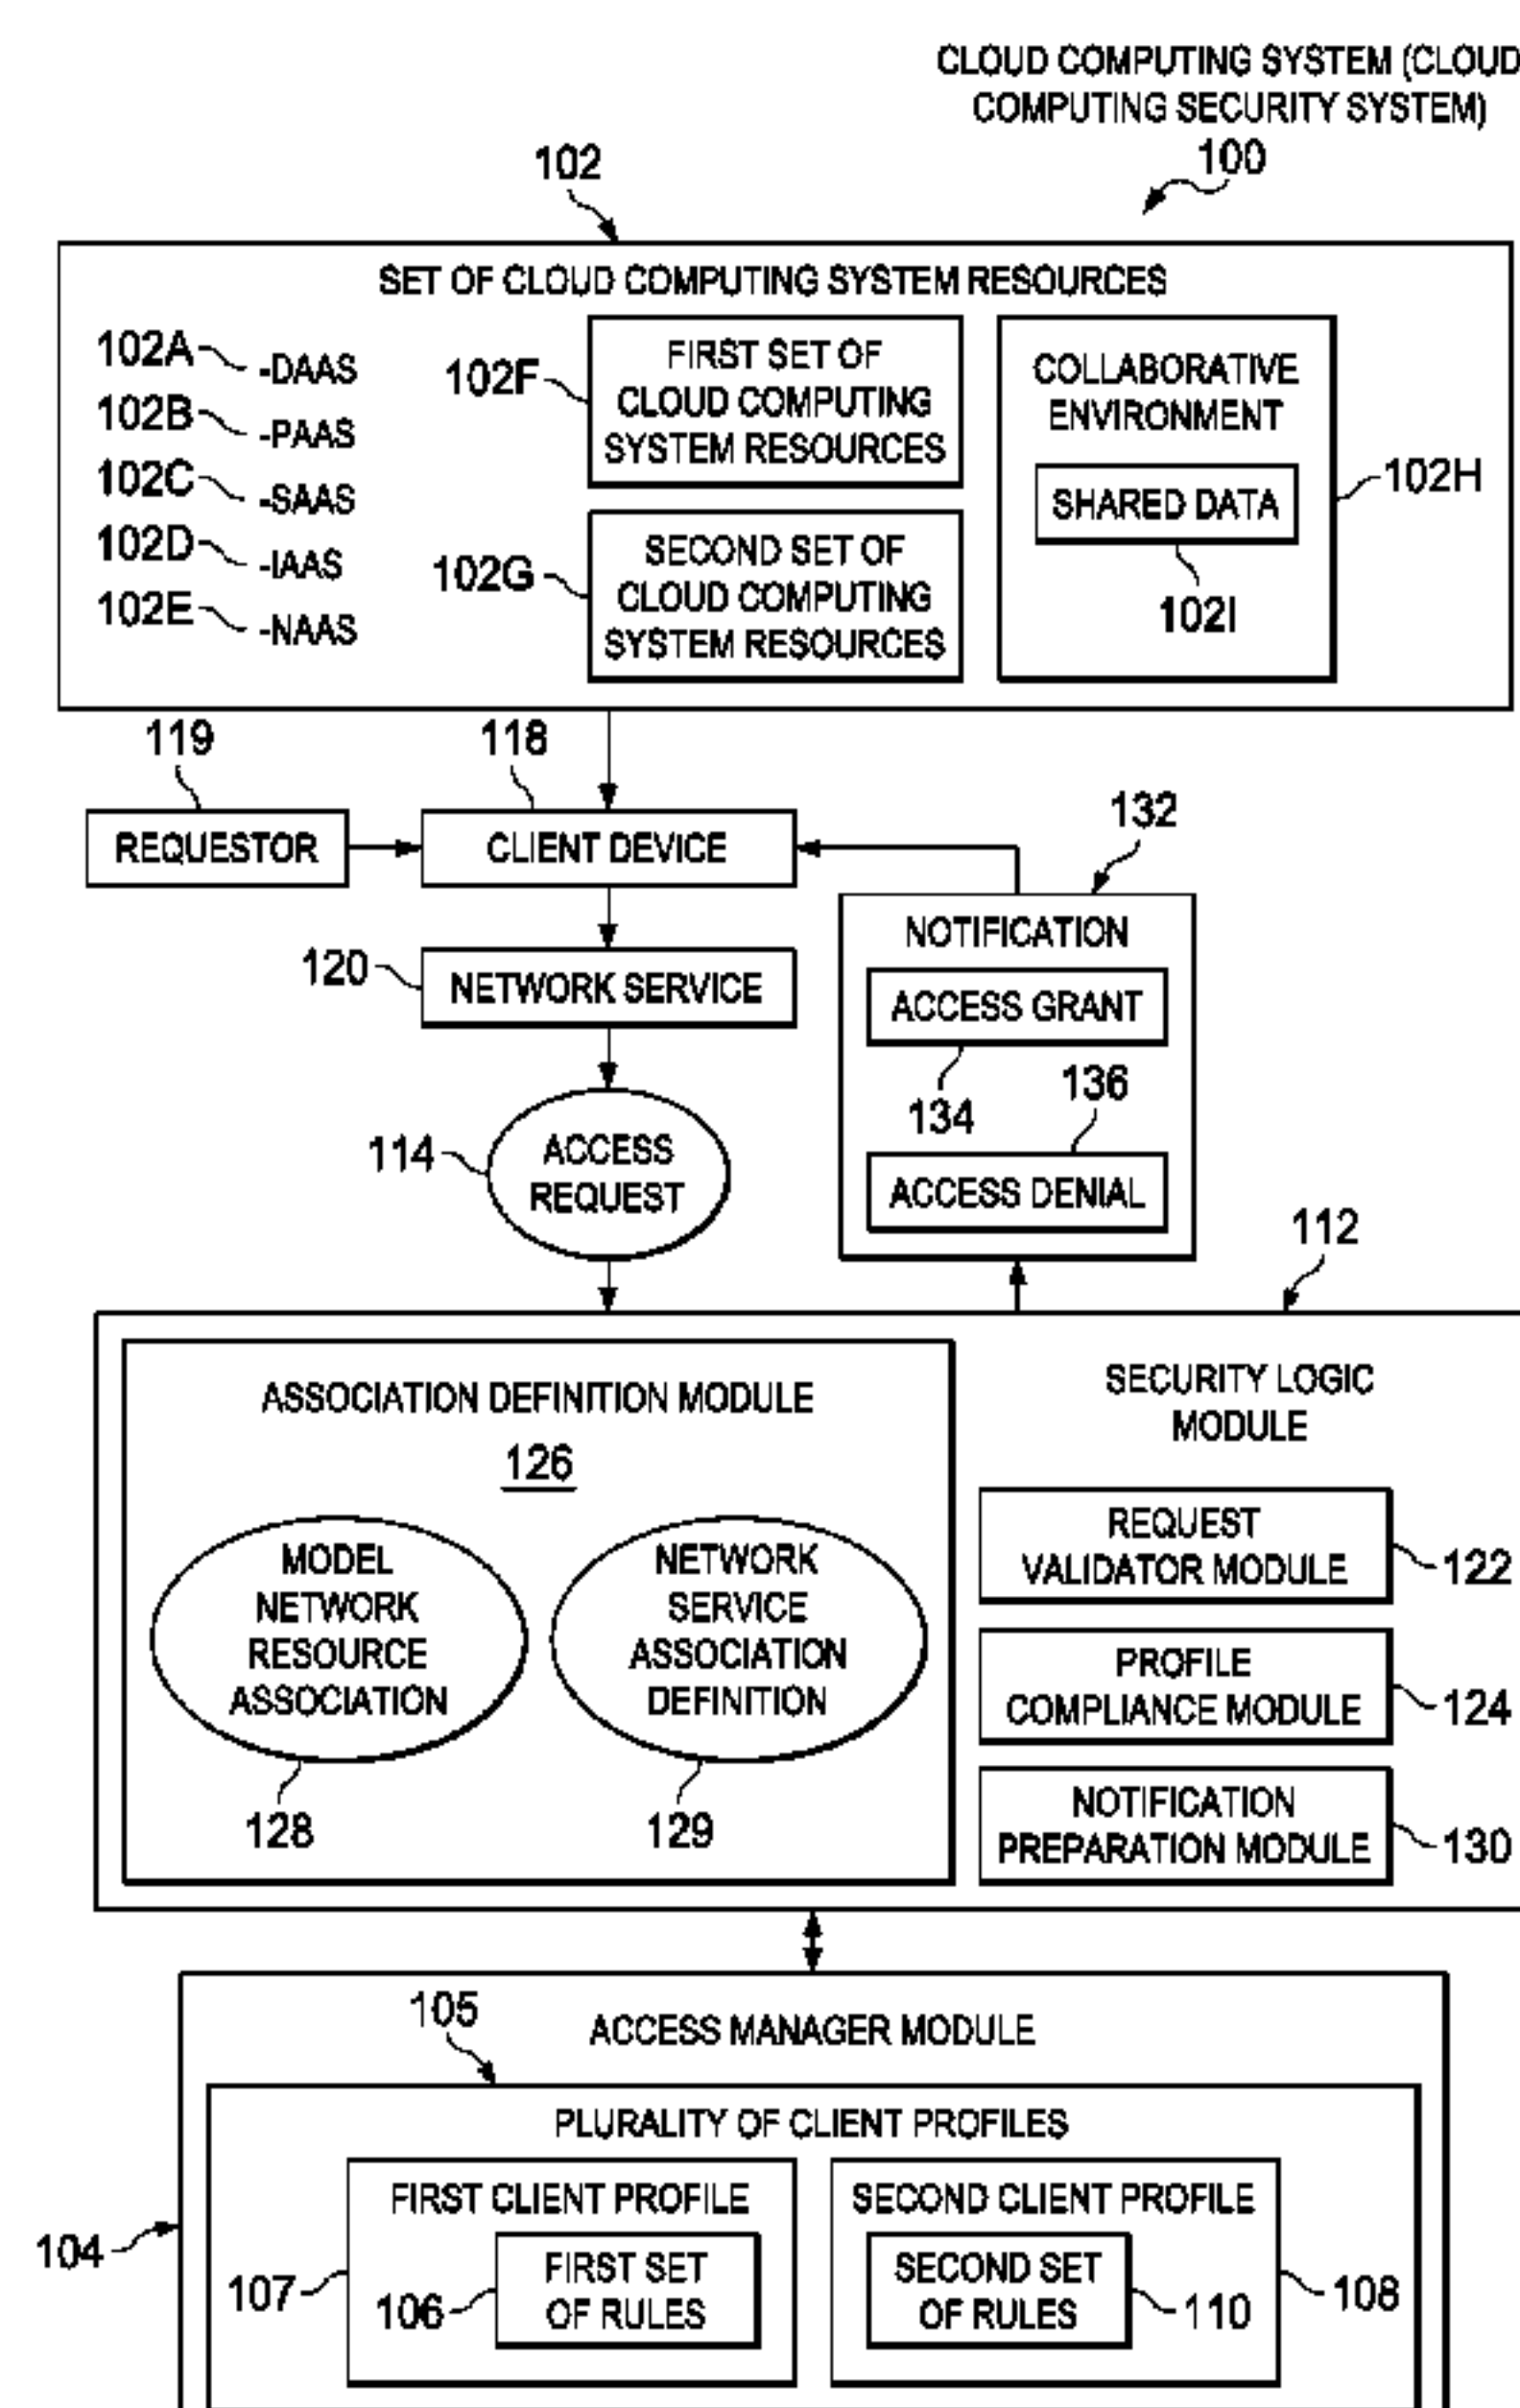 CLOUD COMPUTING SYSTEM (CLOUD
COMPUTING SECURITY SYSTEM)
100
102
SET OF CLOUD COMPUTING SYSTEM RESOURCES
102A -DAAS
102B -PAAS
102C -SAAS
102D -IAAS
102E -NAAS
102F
FIRST SET OF
CLOUD COMPUTING
SYSTEM RESOURCES
102G
SECOND SET OF
CLOUD COMPUTING
SYSTEM RESOURCES
COLLABORATIVE
ENVIRONMENT
SHARED DATA
102H
102I
119
118
REQUESTOR
CLIENT DEVICE
132
120
NETWORK SERVICE
NOTIFICATION
ACCESS GRANT
134
136
ACCESS DENIAL
114
ACCESS
REQUEST
112
ASSOCIATION DEFINITION MODULE
126
MODEL
NETWORK
RESOURCE
ASSOCIATION
NETWORK
SERVICE
ASSOCIATION
DEFINITION
128
129
SECURITY LOGIC
MODULE
REQUEST
VALIDATOR MODULE
122
PROFILE
COMPLIANCE MODULE
124
NOTIFICATION
PREPARATION MODULE
130
105
ACCESS MANAGER MODULE
PLURALITY OF CLIENT PROFILES
104
FIRST CLIENT PROFILE
107
106
FIRST SET
OF RULES
SECOND CLIENT PROFILE
SECOND SET
OF RULES
110
108